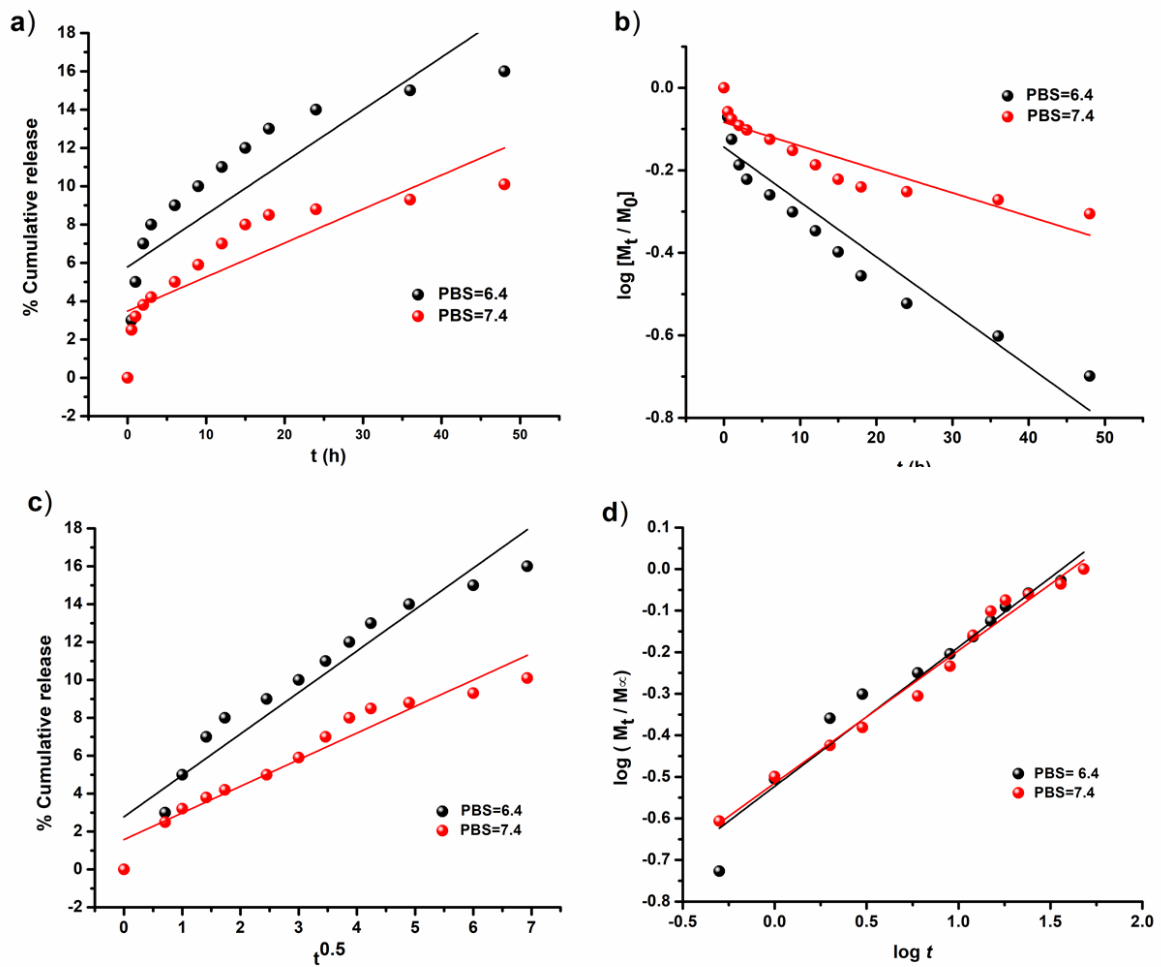 a)
18
16
14
12
10
8
6
4
2
0
-2
% Cumulative release
PBS=6.4
PBS=7.4
0 10 20 30 40 50
t (h)
b)
0.0
-0.2
-0.4
-0.6
-0.8
log [Mt / M0]
PBS=6.4
PBS=7.4
0 10 20 30 40 50
t (h)
c)
18
16
14
12
10
8
6
4
2
0
-2
% Cumulative release
PBS=6.4
PBS=7.4
0 1 2 3 4 5 6 7
t^0.5
d)
0.1
0.0
-0.1
-0.2
-0.3
-0.4
-0.5
-0.6
-0.7
-0.8
log ( Mt / M∝)
PBS= 6.4
PBS=7.4
-0.5 0.0 0.5 1.0 1.5 2.0
log t